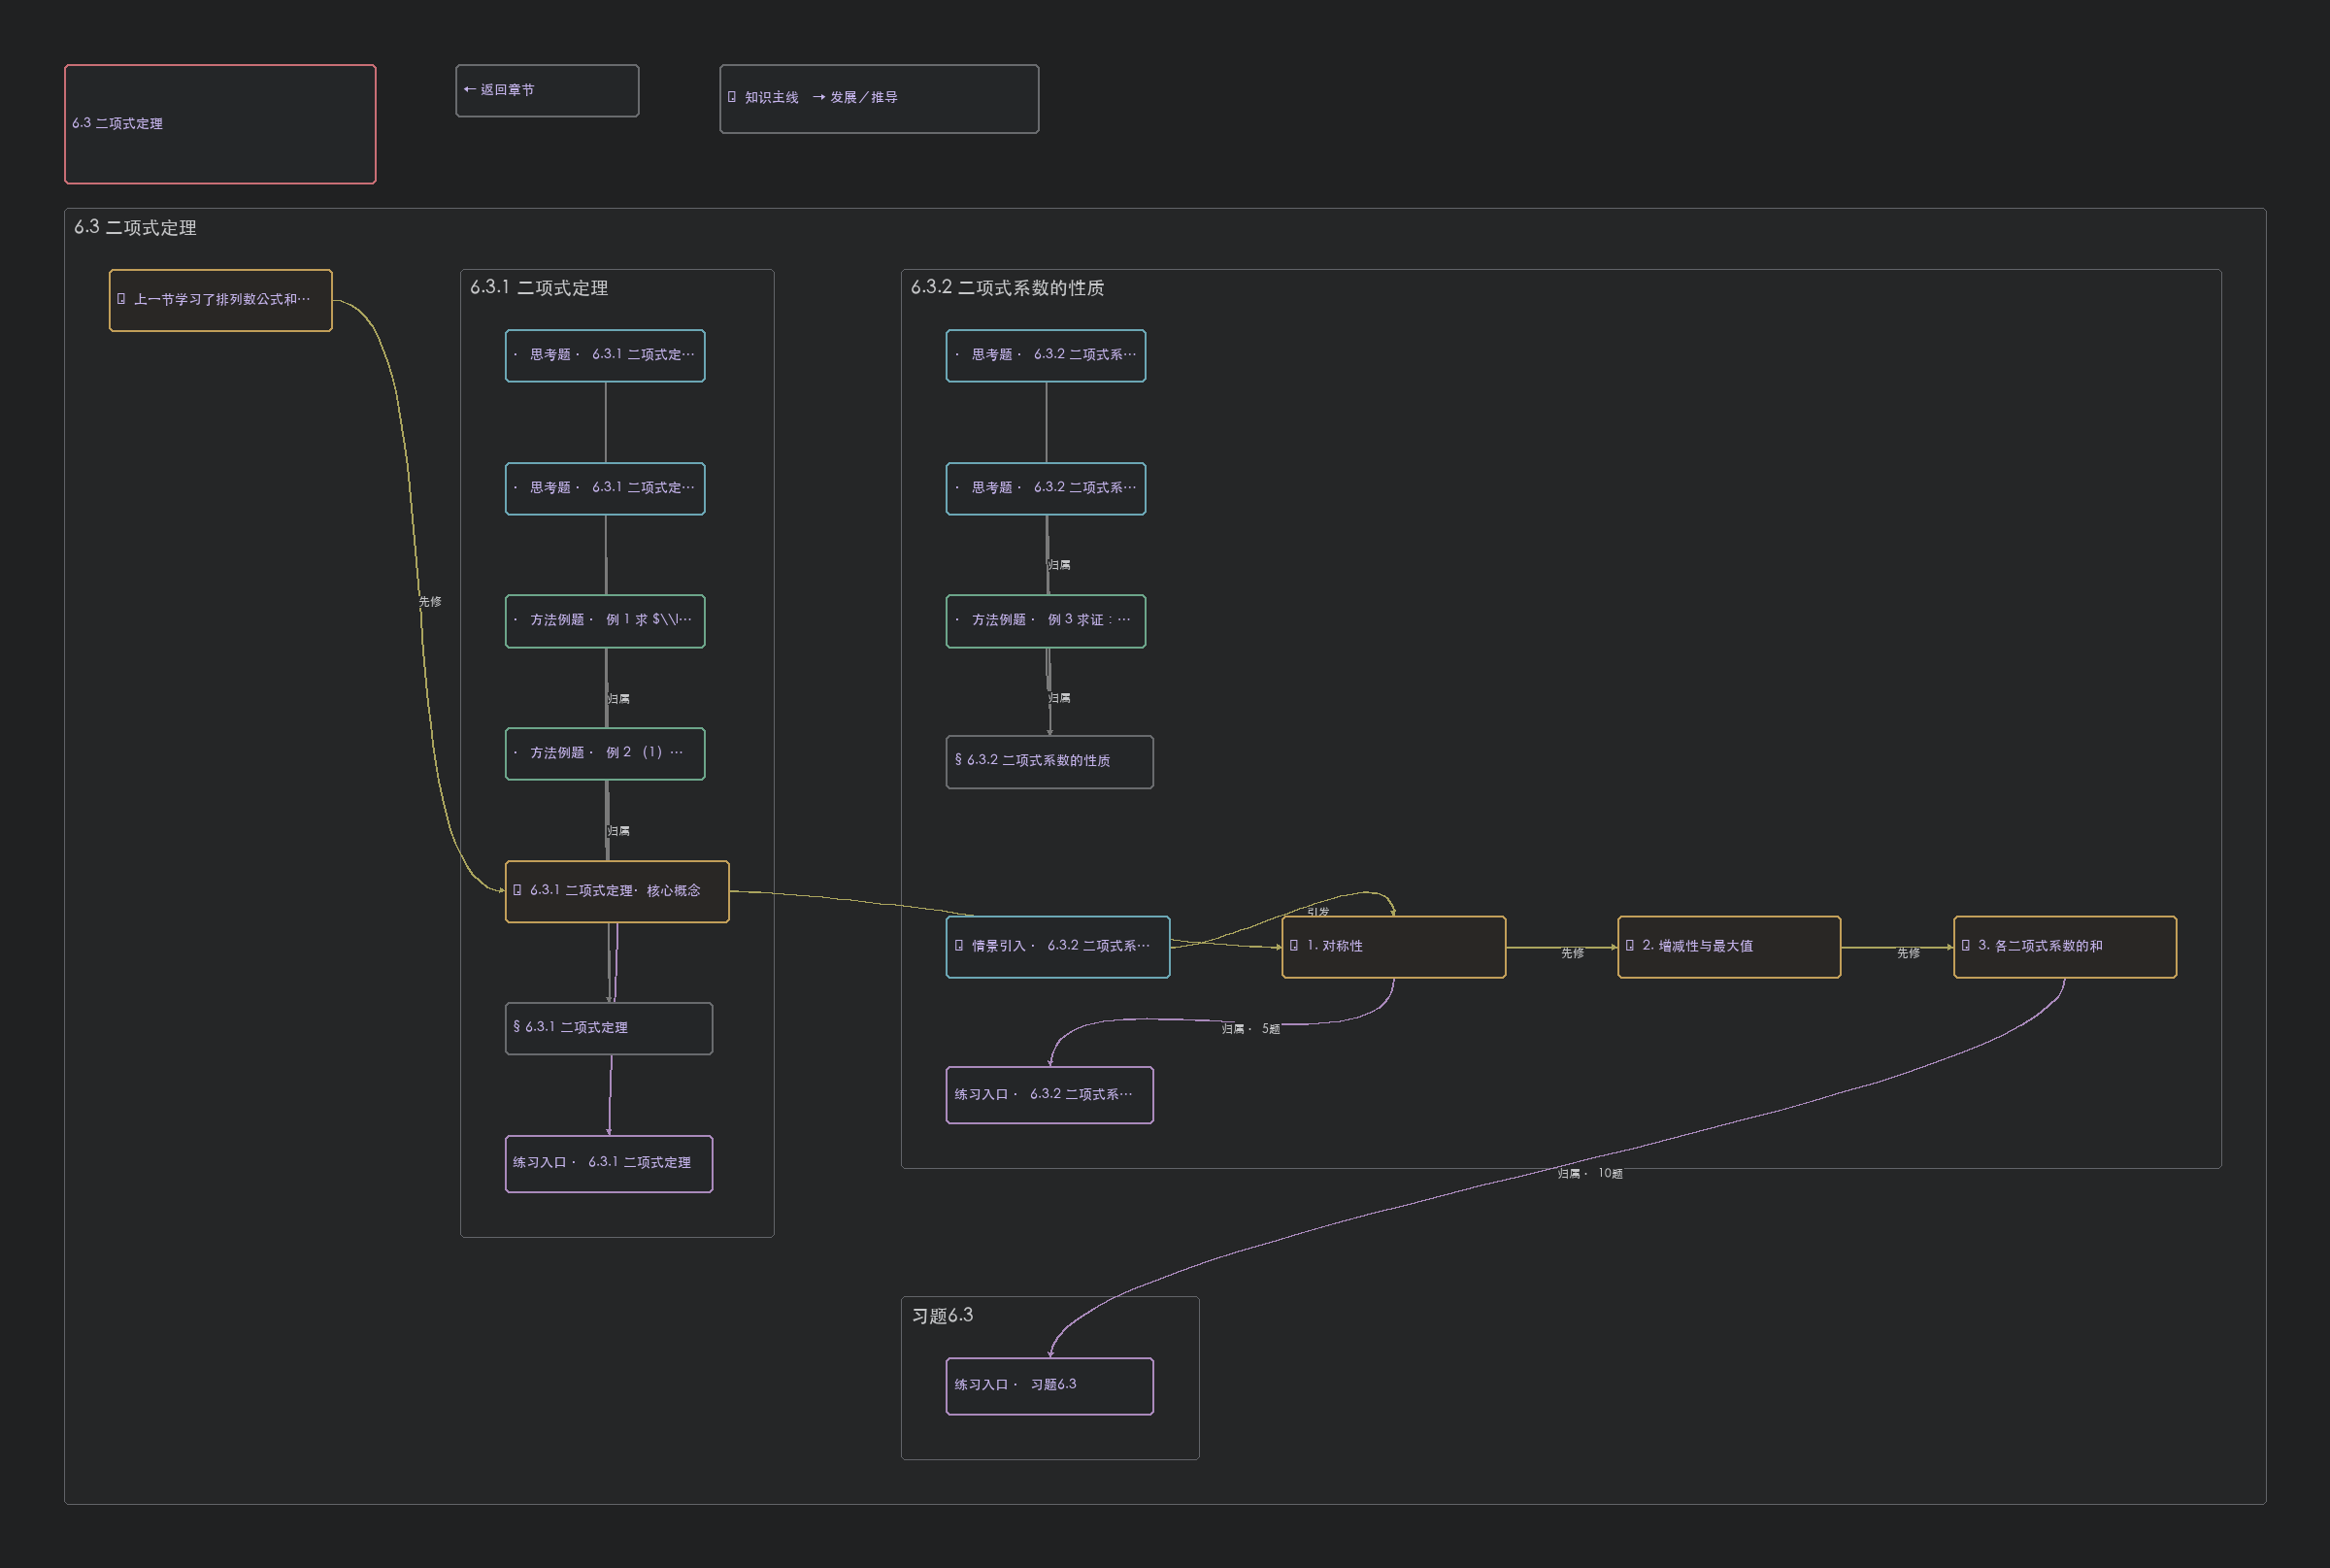 6.3 二项式定理
← 返回章节
知识主线 → 发展／推导
6.3 二项式定理
上一节学习了排列数公式和…
先修
6.3.1 二项式定理
· 思考题· 6.3.1 二项式定…
· 思考题· 6.3.1 二项式定…
· 方法例题· 例 1 求 $\\l…
归属
· 方法例题· 例 2 （1）…
归属
6.3.1 二项式定理· 核心概念
§ 6.3.1 二项式定理
练习入口· 6.3.1 二项式定理
6.3.2 二项式系数的性质
· 思考题· 6.3.2 二项式系…
· 思考题· 6.3.2 二项式系…
归属
· 方法例题· 例 3 求证：…
归属
§ 6.3.2 二项式系数的性质
情景引入· 6.3.2 二项式系…
引发
1. 对称性
先修
2. 增减性与最大值
先修
3. 各二项式系数的和
归属· 5题
练习入口· 6.3.2 二项式系…
归属· 10题
习题6.3
练习入口· 习题6.3